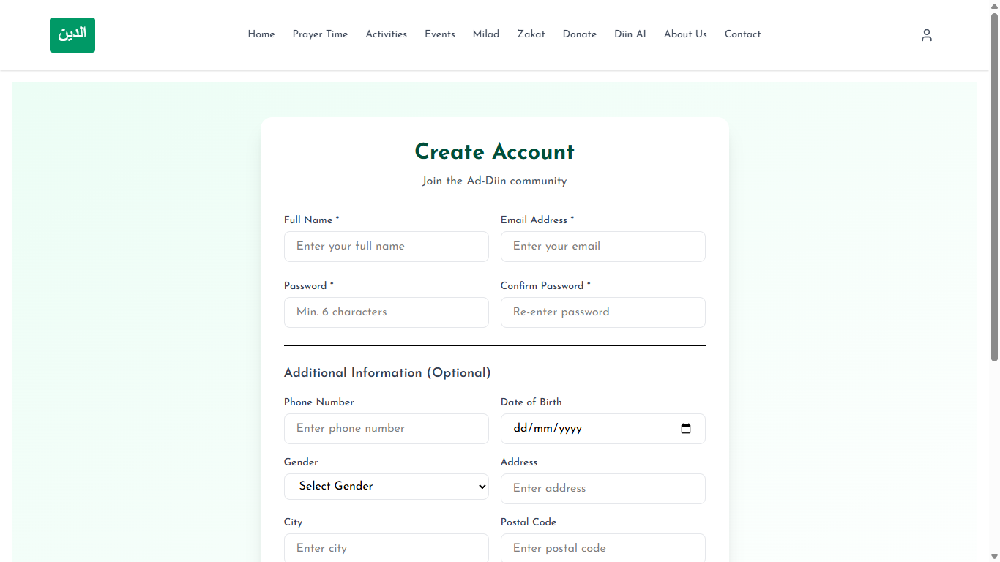 الدين
Home Prayer Time Activities Events Milad Zakat Donate Diin AI About Us Contact
Create Account
Join the Ad-Diin community
Full Name * Email Address *
Enter your full name Enter your email
Password * Confirm Password *
Min. 6 characters Re-enter password
Additional Information (Optional)
Phone Number Date of Birth
Enter phone number dd/mm/yyyy
Gender Address
Select Gender Enter address
City Postal Code
Enter city Enter postal code